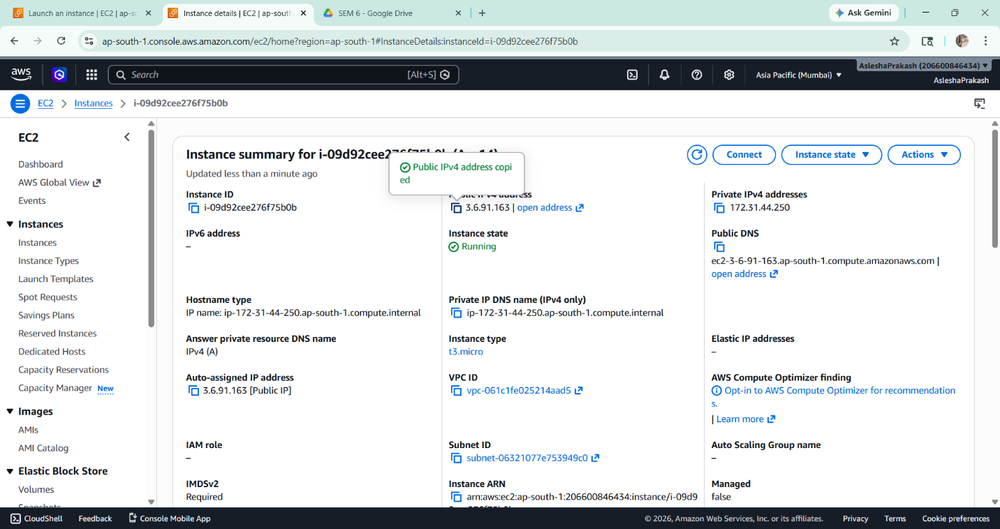 Launch an instance | EC2 | ap-sc
Instance details | EC2 | ap-south
SEM 6 - Google Drive
Ask Gemini
ap-south-1.console.aws.amazon.com/ec2/home?region=ap-south-1#InstanceDetails:instanceId=i-09d92cee276f75b0b
aws
Search
[Alt+S]
Asia Pacific (Mumbai)
AsleshaPrakash (206600846434)
AsleshaPrakash
EC2
Instances
i-09d92cee276f75b0b
EC2
Dashboard
AWS Global View
Events
Instances
Instances
Instance Types
Launch Templates
Spot Requests
Savings Plans
Reserved Instances
Dedicated Hosts
Capacity Reservations
Capacity Manager New
Images
AMIs
AMI Catalog
Elastic Block Store
Volumes
Snapshots
Instance summary for i-09d92cee276f75b0b
Updated less than a minute ago
Connect
Instance state
Actions
Public IPv4 address copi
ed
Instance ID
i-09d92cee276f75b0b
Public IPv4 address
3.6.91.163 | open address
Private IPv4 addresses
172.31.44.250
IPv6 address
–
Instance state
Running
Public DNS
ec2-3-6-91-163.ap-south-1.compute.amazonaws.com |
open address
Hostname type
IP name: ip-172-31-44-250.ap-south-1.compute.internal
Private IP DNS name (IPv4 only)
ip-172-31-44-250.ap-south-1.compute.internal
Answer private resource DNS name
IPv4 (A)
Instance type
t3.micro
Elastic IP addresses
–
Auto-assigned IP address
3.6.91.163 [Public IP]
VPC ID
vpc-061c1fe025214aad5
AWS Compute Optimizer finding
Opt-in to AWS Compute Optimizer for recommendation
s.
| Learn more
IAM role
–
Subnet ID
subnet-06321077e753949c0
Auto Scaling Group name
–
IMDSv2
Required
Instance ARN
arn:aws:ec2:ap-south-1:206600846434:instance/i-09d9
Managed
false
CloudShell
Feedback
Console Mobile App
© 2026, Amazon Web Services, Inc. or its affiliates.
Privacy
Terms
Cookie preferences